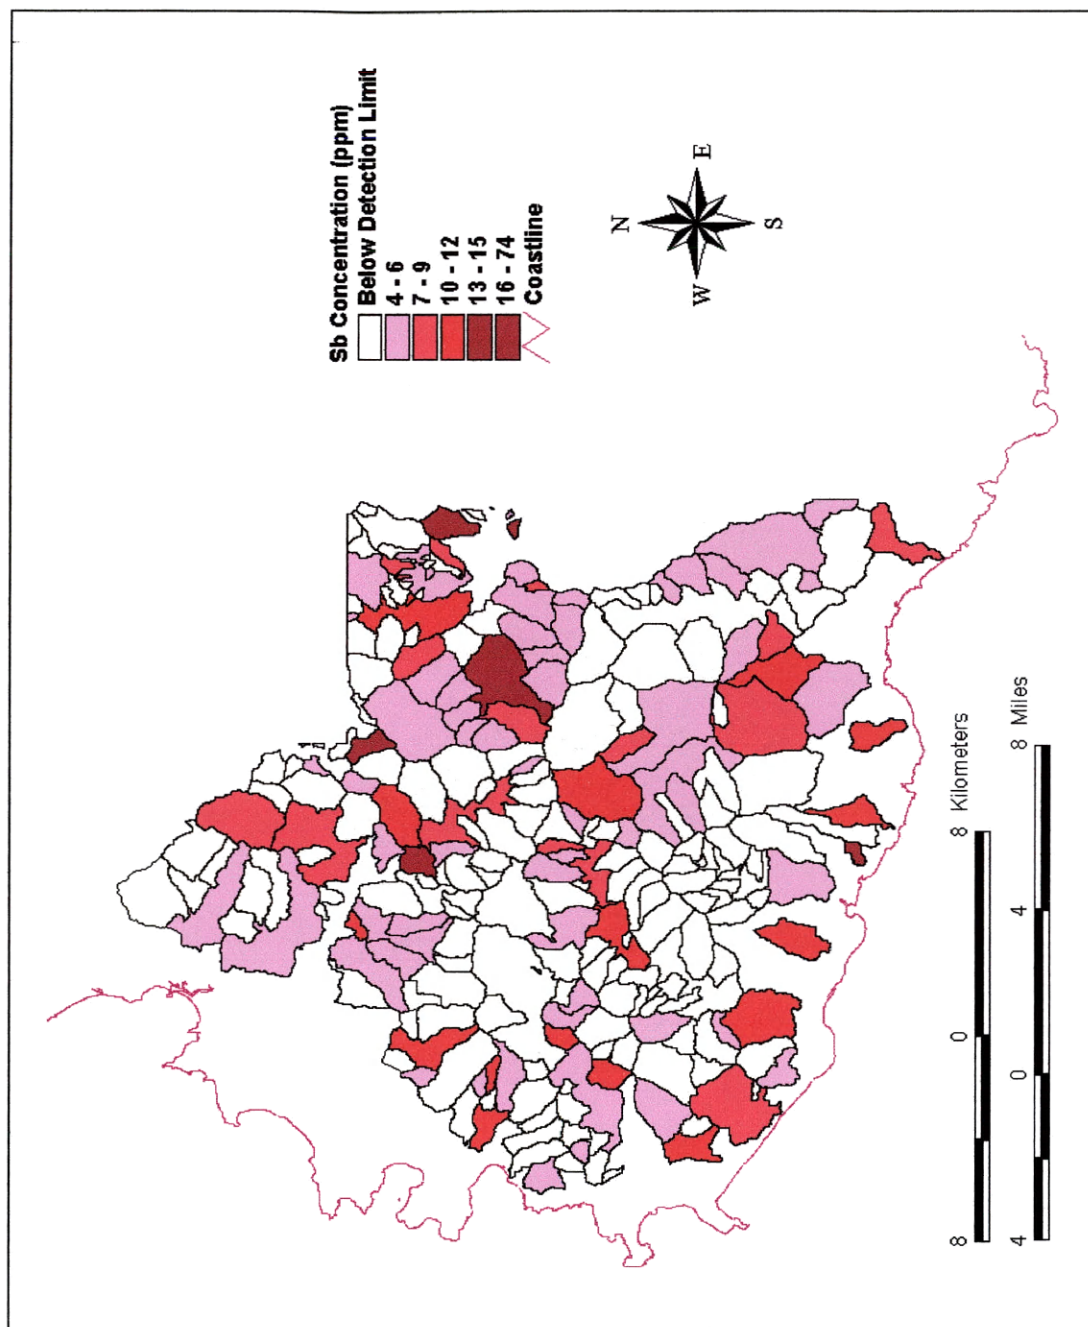 Sb Concentration (ppm)
Below Detection Limit
4 - 6
7 - 9
10 - 12
13 - 15
16 - 74
Coastline
N
W E
S
8 0 8 Kilometers
4 0 4 8 Miles